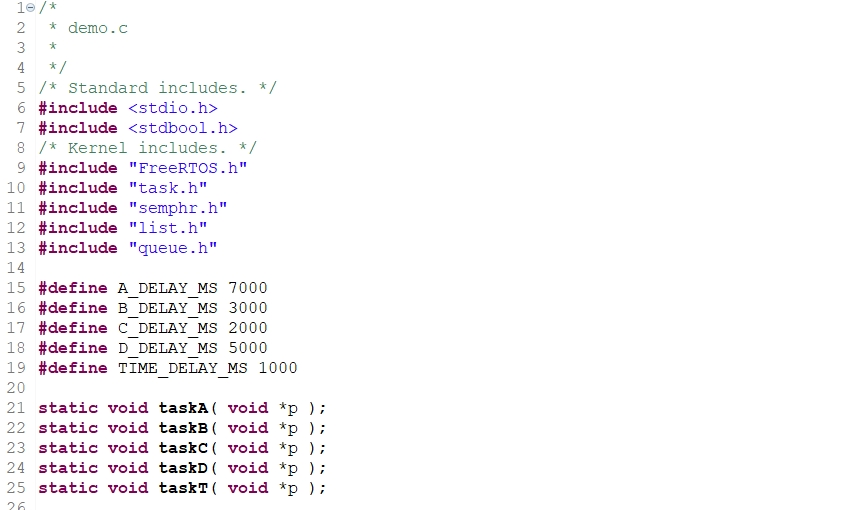 1 /*
2  * demo.c
3  *
4  */
5 /* Standard includes. */
6 #include <stdio.h>
7 #include <stdbool.h>
8 /* Kernel includes. */
9 #include "FreeRTOS.h"
10 #include "task.h"
11 #include "semphr.h"
12 #include "list.h"
13 #include "queue.h"
14
15 #define A_DELAY_MS 7000
16 #define B_DELAY_MS 3000
17 #define C_DELAY_MS 2000
18 #define D_DELAY_MS 5000
19 #define TIME_DELAY_MS 1000
20
21 static void taskA( void *p );
22 static void taskB( void *p );
23 static void taskC( void *p );
24 static void taskD( void *p );
25 static void taskT( void *p );
26